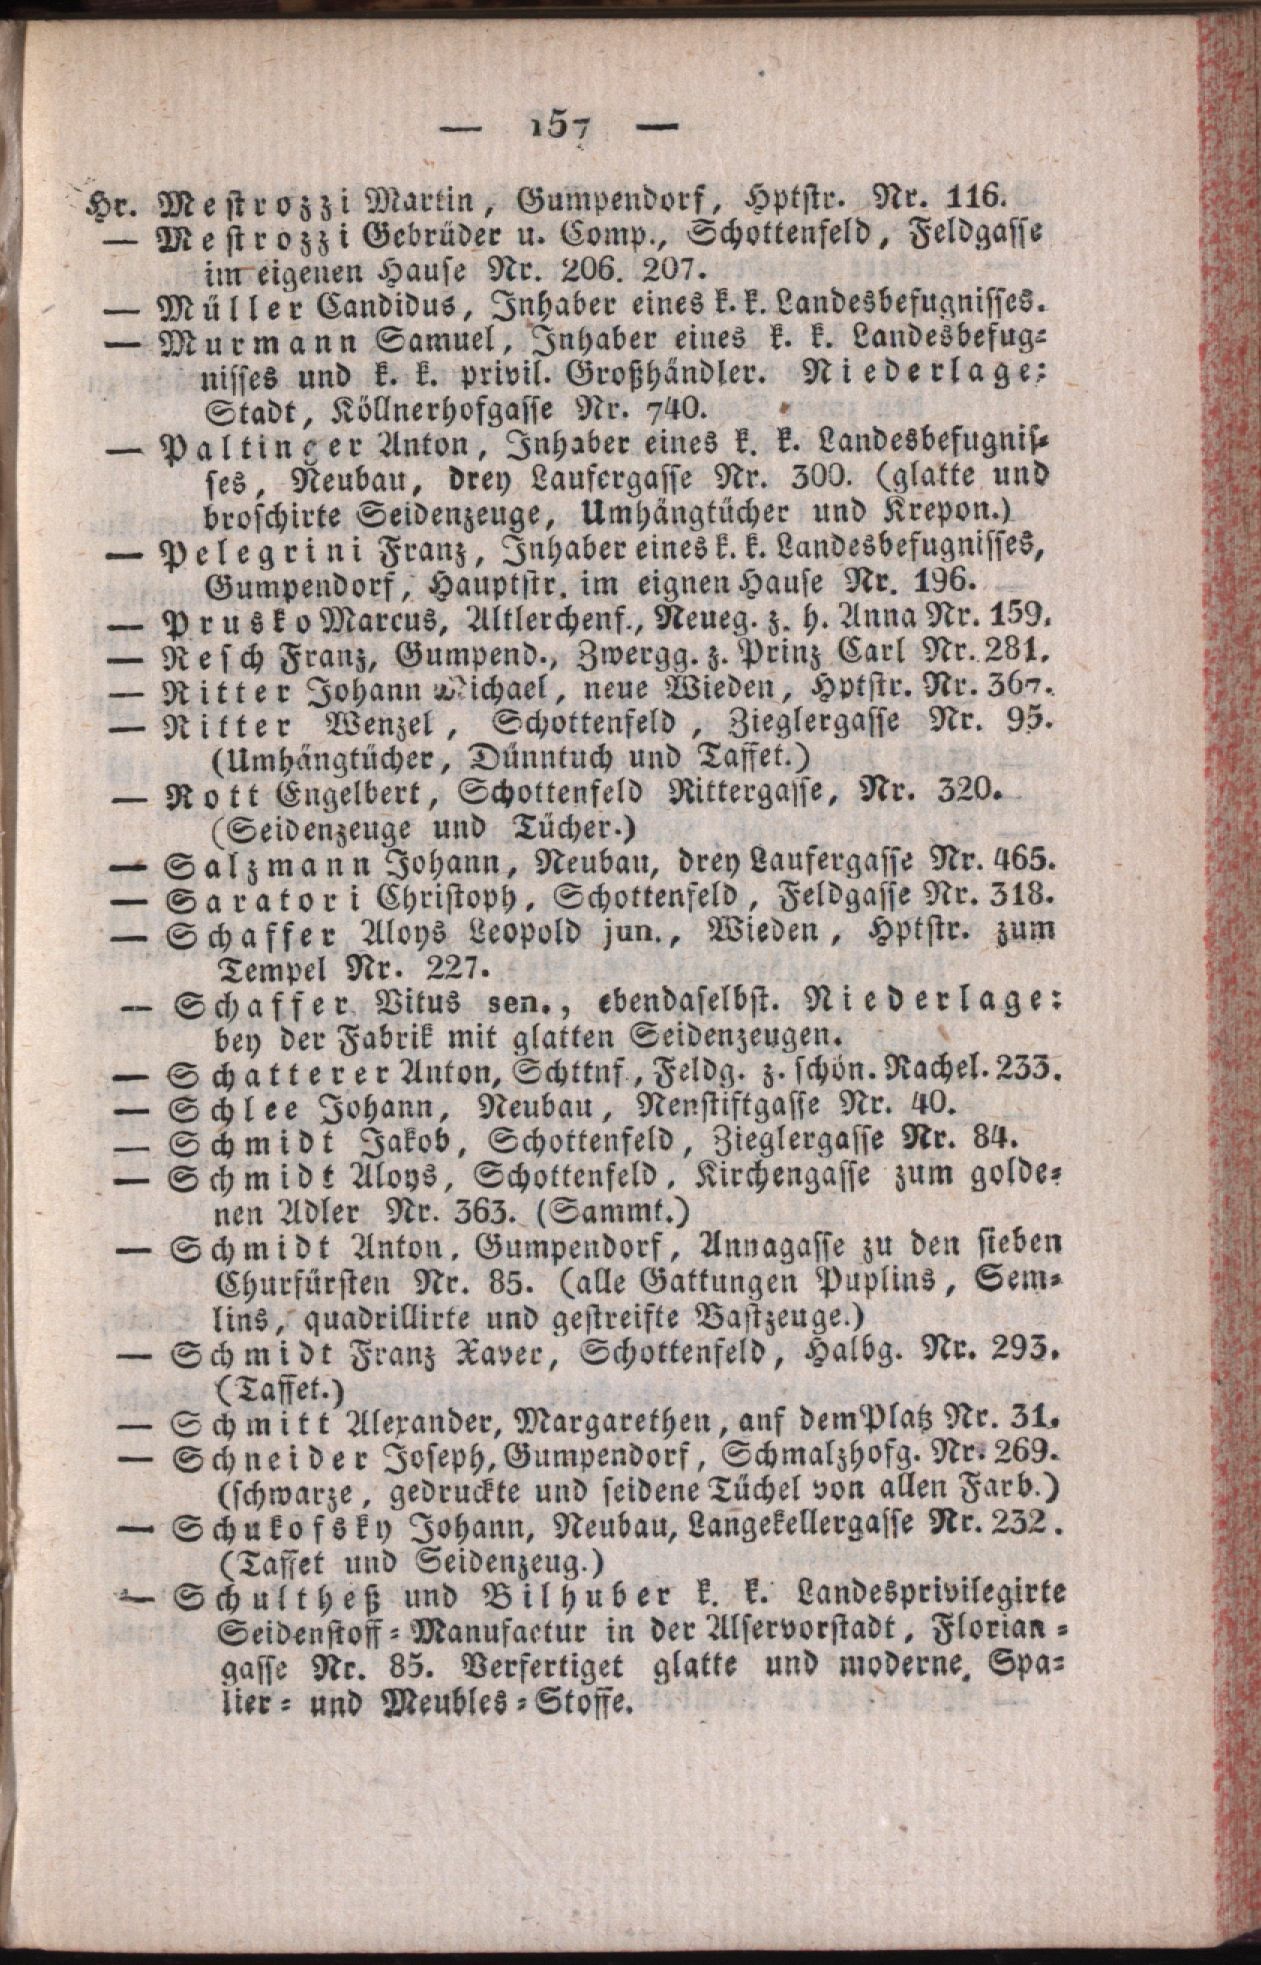 — 157 —
Hr. Mestrozzi Martin, Gumpendorf, Hptstr. Nr. 116.
— Mestrozzi Gebrüder u. Comp., Schottenfeld, Feldgasse
im eigenen Hause Nr. 206. 207.
— Müller Candidus, Inhaber eines k. k. Landesbefugnisses.
— Murmann Samuel, Inhaber eines k. k. Landesbefug-
nisses und k. k. privil. Großhändler. Niederlage:
Stadt, Köllnerhofgasse Nr. 740.
— Paltinger Anton, Inhaber eines k. k. Landesbefugnis-
ses, Neubau, drey Laufergasse Nr. 300. (glatte und
broschirte Seidenzeuge, Umhängtücher und Krepon.)
— Pelegrini Franz, Inhaber eines k. k. Landesbefugnisses,
Gumpendorf, Hauptstr. im eignen Hause Nr. 196.
— Prusko Marcus, Altlerchenf., Neueg. z. h. Anna Nr. 159.
— Resch Franz, Gumpend., Zwergg. z. Prinz Carl Nr. 281.
— Ritter Johann Michael, neue Wieden, Hptstr. Nr. 367.
— Ritter Wenzel, Schottenfeld, Zieglergasse Nr. 95.
(Umhängtücher, Dünntuch und Taffet.)
— Rott Engelbert, Schottenfeld Rittergasse, Nr. 320.
(Seidenzeuge und Tücher.)
— Salzmann Johann, Neubau, drey Laufergasse Nr. 465.
— Saratori Christoph, Schottenfeld, Feldgasse Nr. 318.
— Schaffer Aloys Leopold jun., Wieden, Hptstr. zum
Tempel Nr. 227.
— Schaffer Vitus sen., ebendaselbst. Niederlage:
bey der Fabrik mit glatten Seidenzeugen.
— Schatterer Anton, Schttnf., Feldg. z. schön. Rachel. 233.
— Schlee Johann, Neubau, Nenstiftgasse Nr. 40.
— Schmidt Jakob, Schottenfeld, Zieglergasse Nr. 84.
— Schmidt Aloys, Schottenfeld, Kirchengasse zum golde-
nen Adler Nr. 363. (Sammt.)
— Schmidt Anton, Gumpendorf, Annagasse zu den sieben
Churfürsten Nr. 85. (alle Gattungen Puplins, Sem-
lins, quadrillirte und gestreifte Bastzeuge.)
— Schmidt Franz Xaver, Schottenfeld, Halbg. Nr. 293.
(Taffet.)
— Schmitt Alexander, Margarethen, auf dem Platz Nr. 31.
— Schneider Joseph, Gumpendorf, Schmalzhofg. Nr. 269.
(schwarze, gedruckte und seidene Tüchel von allen Farb.)
— Schukofsky Johann, Neubau, Langekellergasse Nr. 232.
(Taffet und Seidenzeug.)
— Schultheß und Bilhuber k. k. Landesprivilegirte
Seidenstoff-Manufactur in der Alservorstadt, Florian-
gasse Nr. 85. Verfertiget glatte und moderne, Spa-
lier- und Meubles-Stoffe.